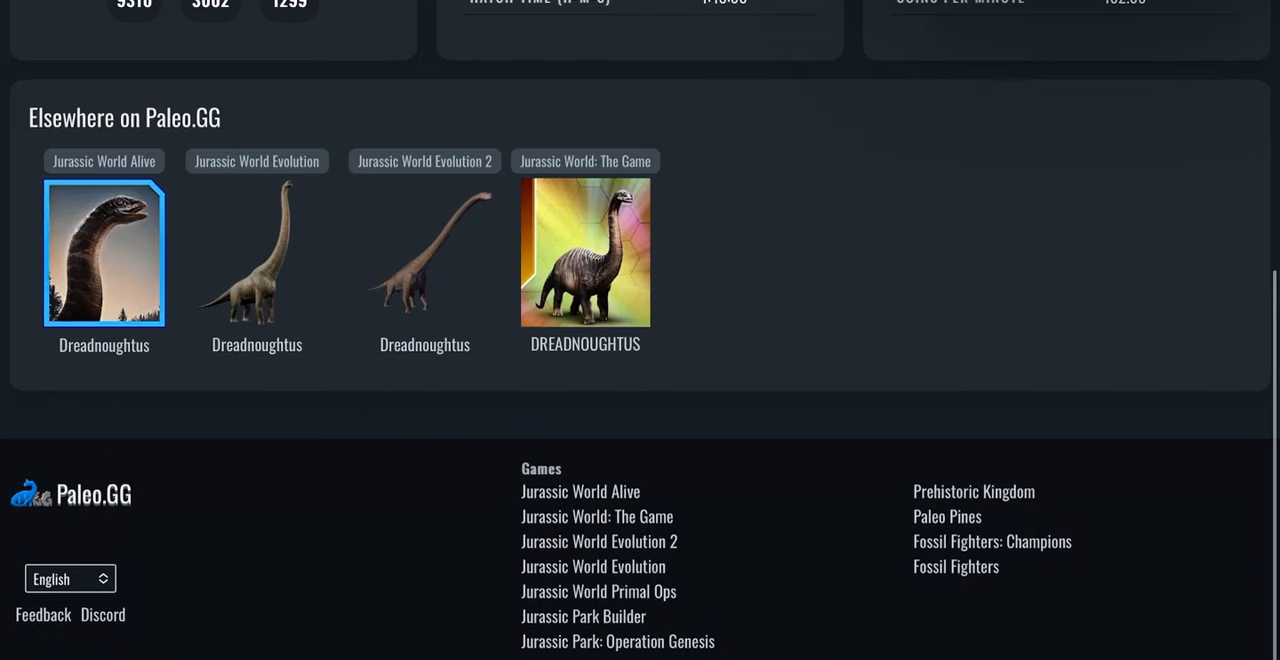 9310 3002 1299
Elsewhere on Paleo.GG
Jurassic World Alive
Jurassic World Evolution
Jurassic World Evolution 2
Jurassic World: The Game
Dreadnoughtus
Dreadnoughtus
Dreadnoughtus
DREADNOUGHTUS
Paleo.GG
English
Feedback Discord
Games
Jurassic World Alive
Jurassic World: The Game
Jurassic World Evolution 2
Jurassic World Evolution
Jurassic World Primal Ops
Jurassic Park Builder
Jurassic Park: Operation Genesis
Prehistoric Kingdom
Paleo Pines
Fossil Fighters: Champions
Fossil Fighters